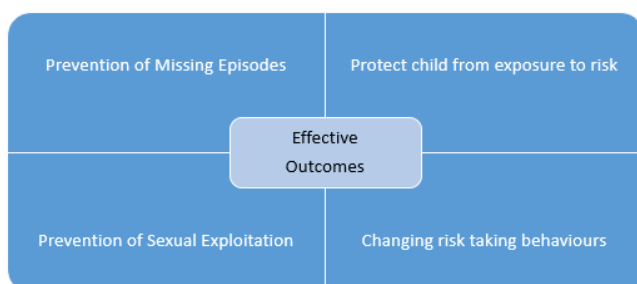 Prevention of Missing Episodes
Protect child from exposure to risk
Effective
Outcomes
Prevention of Sexual Exploitation
Changing risk taking behaviours